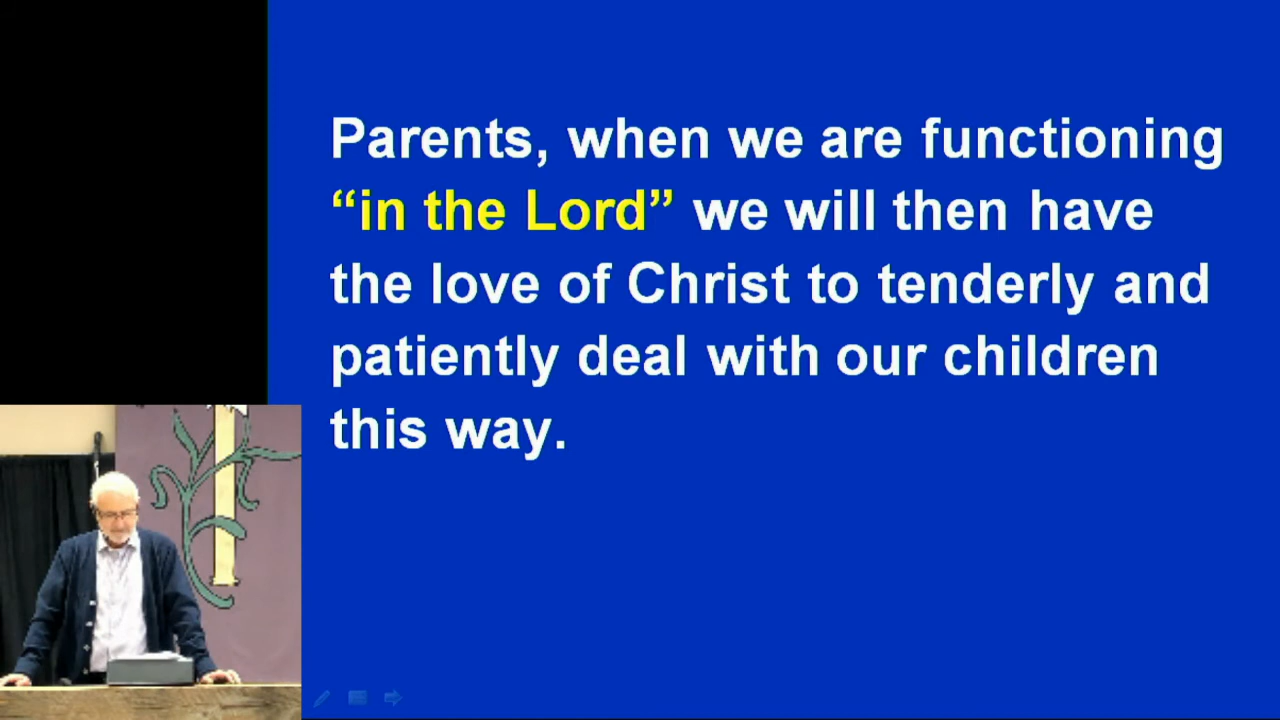 Parents, when we are functioning
“in the Lord” we will then have
the love of Christ to tenderly and
patiently deal with our children
this way.